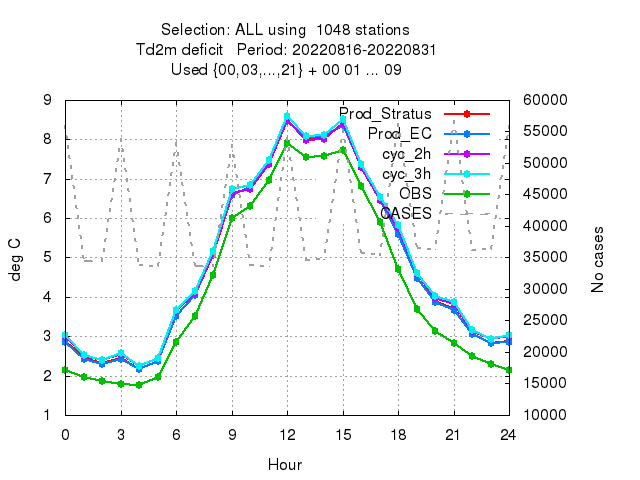 Selection: ALL using  1048 stations
Td2m deficit   Period: 20220816-20220831
Used {00,03,...,21} + 00 01 ... 09
9 60000
Prod_Stratus
8 55000
Prod_EC
7 50000
cyc_2h
6 45000
cyc_3h
5 40000
OBS
4 35000
CASES
3 30000
2 25000
1 20000
15000
10000
deg C
No cases
0 3 6 9 12 15 18 21 24
Hour